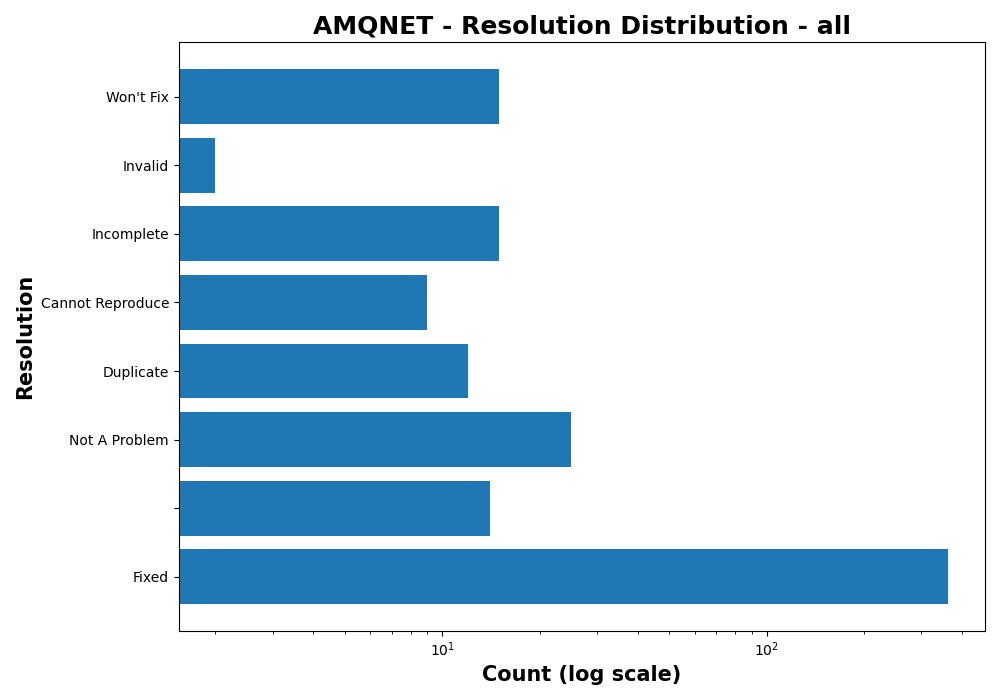 AMQNET - Resolution Distribution - all
Won't Fix
Invalid
Incomplete
Cannot Reproduce
Duplicate
Not A Problem
Fixed
Resolution
10¹ 10²
Count (log scale)